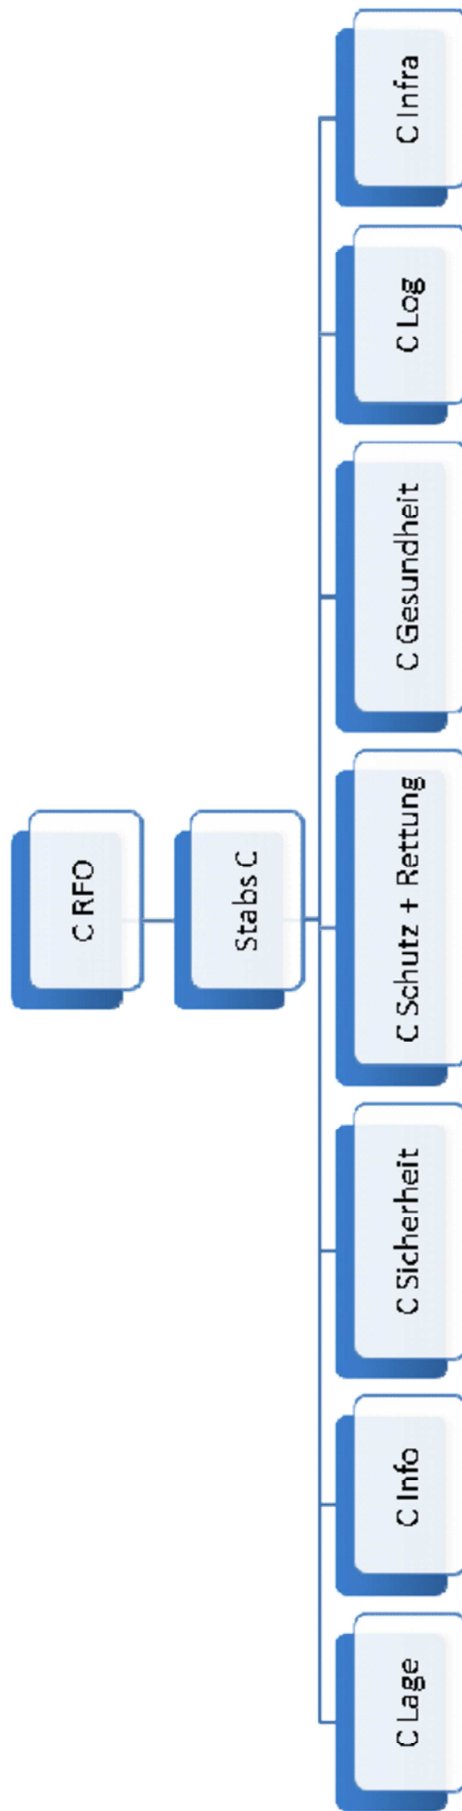 C RFO
Stabs C
C Lage
C Info
C Sicherheit
C Schutz + Rettung
C Gesundheit
C Log
C Infra